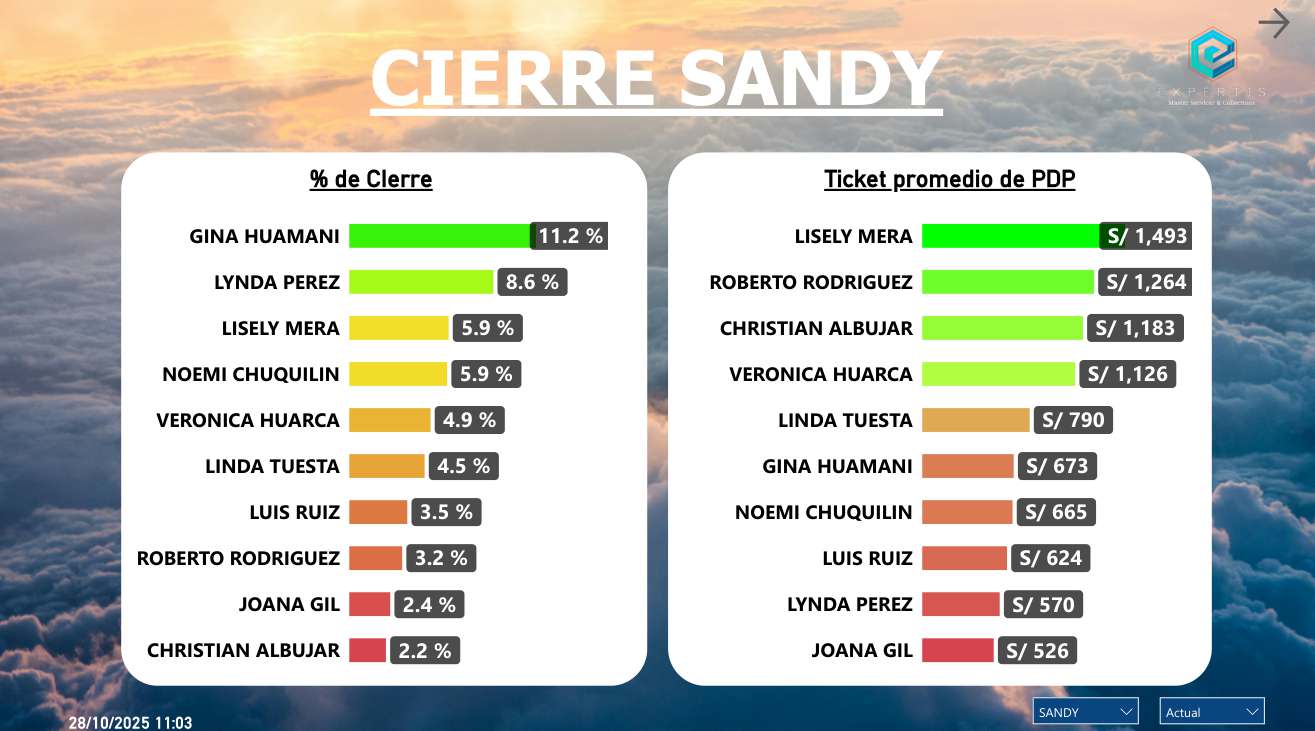 CIERRE SANDY
EXPERTIS
Master Servicer & Collections
% de Cierre
GINA HUAMANI 11.2 %
LYNDA PEREZ 8.6 %
LISELY MERA 5.9 %
NOEMI CHUQUILIN 5.9 %
VERONICA HUARCA 4.9 %
LINDA TUESTA 4.5 %
LUIS RUIZ 3.5 %
ROBERTO RODRIGUEZ 3.2 %
JOANA GIL 2.4 %
CHRISTIAN ALBUJAR 2.2 %
Ticket promedio de PDP
LISELY MERA S/ 1,493
ROBERTO RODRIGUEZ S/ 1,264
CHRISTIAN ALBUJAR S/ 1,183
VERONICA HUARCA S/ 1,126
LINDA TUESTA S/ 790
GINA HUAMANI S/ 673
NOEMI CHUQUILIN S/ 665
LUIS RUIZ S/ 624
LYNDA PEREZ S/ 570
JOANA GIL S/ 526
28/10/2025 11:03
SANDY
Actual